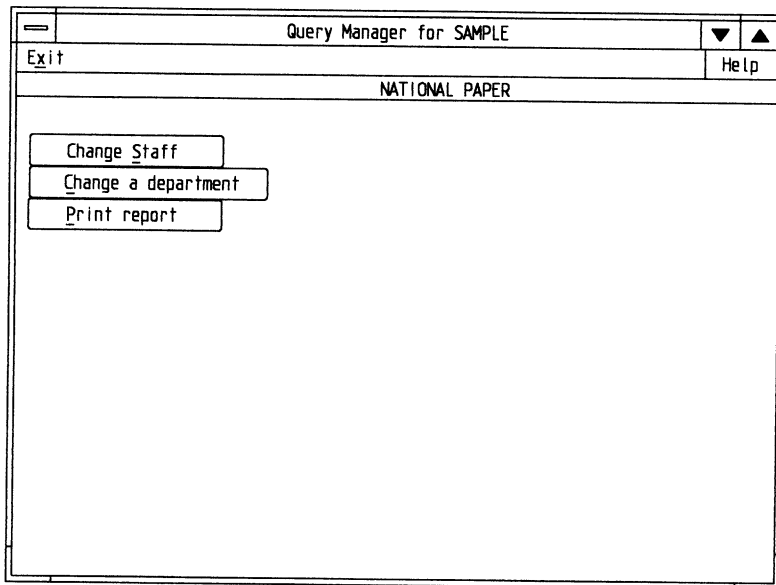 Query Manager for SAMPLE
Exit
Help
NATIONAL PAPER
Change Staff
Change a department
Print report